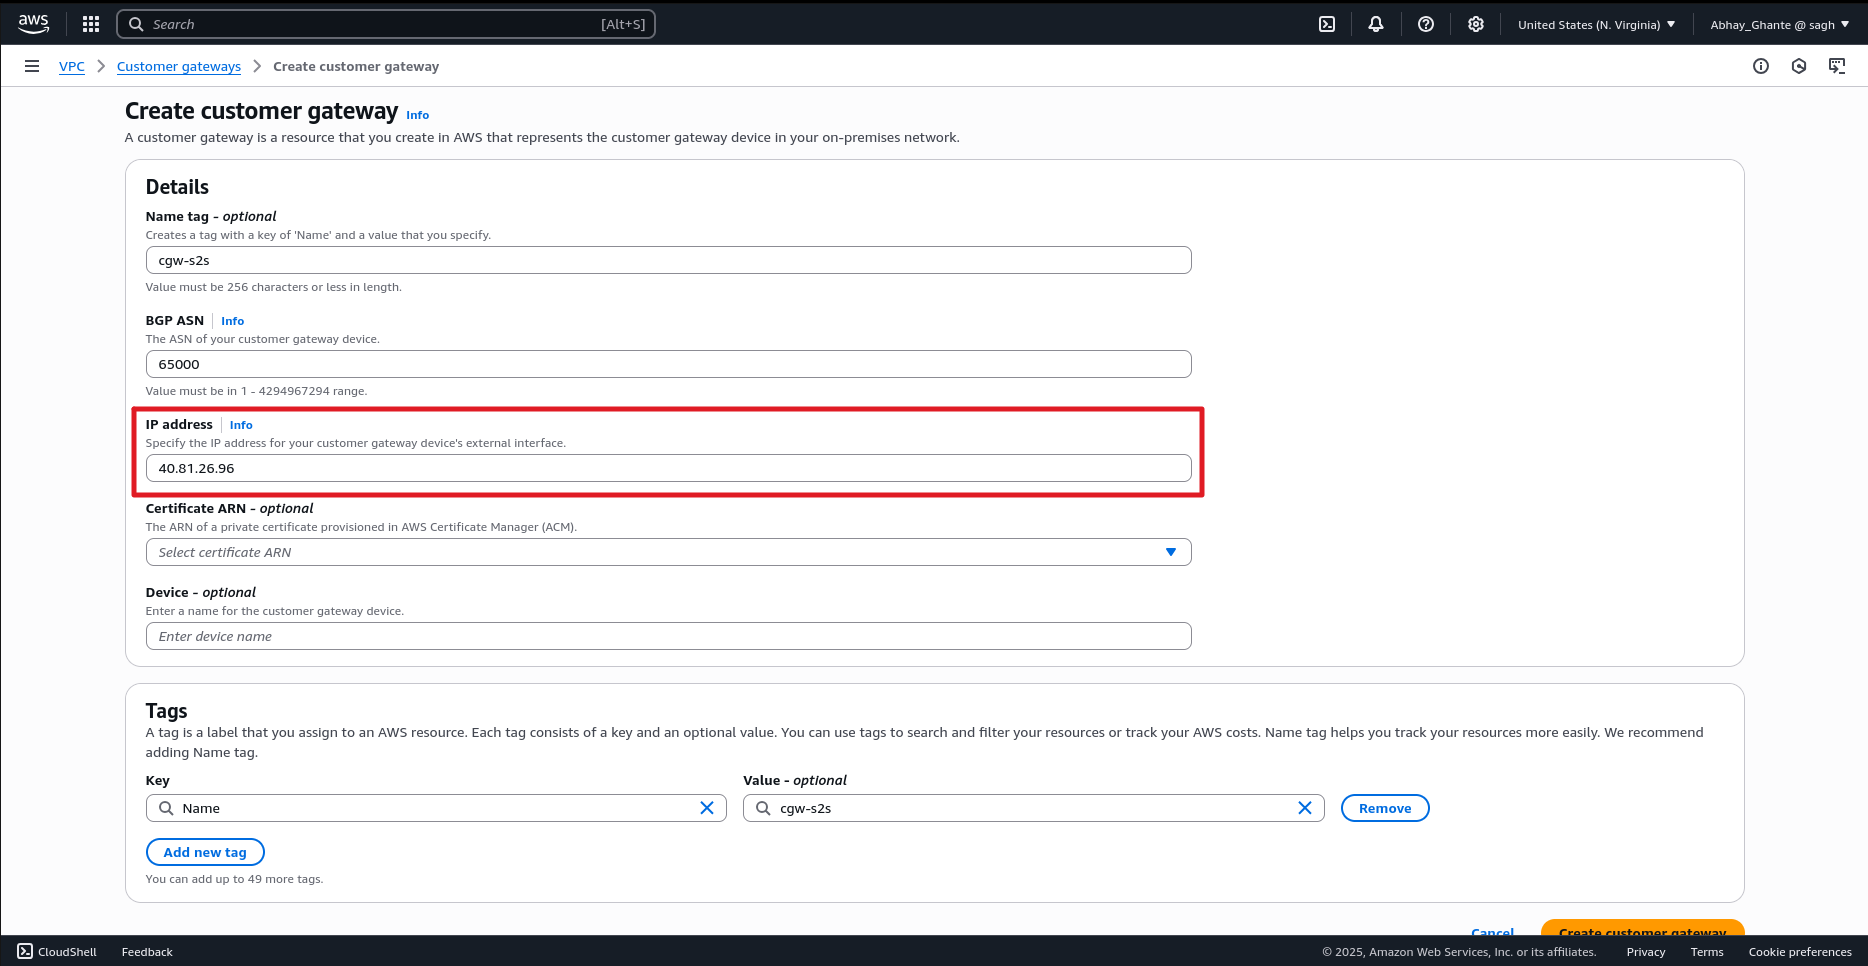 aws
Search [Alt+S]
United States (N. Virginia)
Abhay_Ghante @ sagh
VPC
Customer gateways
Create customer gateway
Create customer gateway Info
A customer gateway is a resource that you create in AWS that represents the customer gateway device in your on-premises network.
Details
Name tag - optional
Creates a tag with a key of 'Name' and a value that you specify.
cgw-s2s
Value must be 256 characters or less in length.
BGP ASN Info
The ASN of your customer gateway device.
65000
Value must be in 1 - 4294967294 range.
IP address Info
Specify the IP address for your customer gateway device's external interface.
40.81.26.96
Certificate ARN - optional
The ARN of a private certificate provisioned in AWS Certificate Manager (ACM).
Select certificate ARN
Device - optional
Enter a name for the customer gateway device.
Enter device name
Tags
A tag is a label that you assign to an AWS resource. Each tag consists of a key and an optional value. You can use tags to search and filter your resources or track your AWS costs. Name tag helps you track your resources more easily. We recommend
adding Name tag.
Key
Value - optional
Name
cgw-s2s
Remove
Add new tag
You can add up to 49 more tags.
Cancel
Create customer gateway
CloudShell
Feedback
© 2025, Amazon Web Services, Inc. or its affiliates.
Privacy
Terms
Cookie preferences